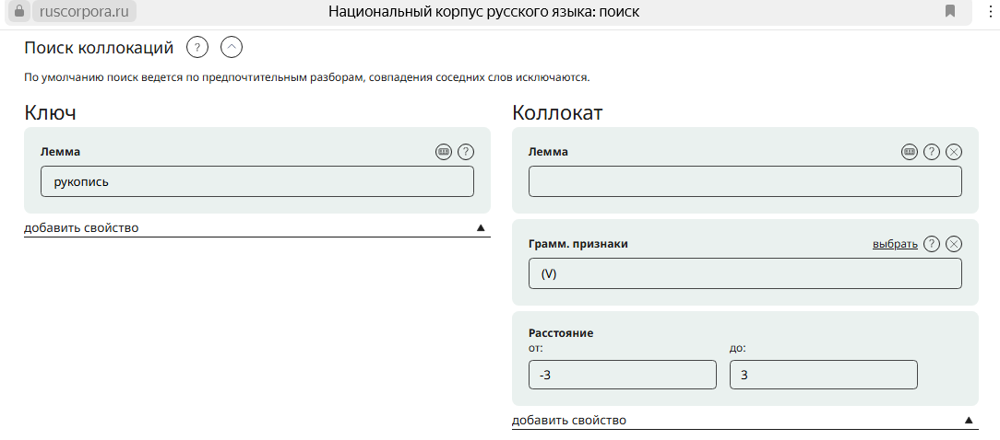 ruscorpora.ru Национальный корпус русского языка: поиск
Поиск коллокаций ?
По умолчанию поиск ведется по предпочтительным разборам, совпадения соседних слов исключаются.
Ключ
Лемма ?
рукопись
добавить свойство
Коллокат
Лемма ?
Грамм. признаки выбрать ?
(V)
Расстояние
от: до:
-3 3
добавить свойство